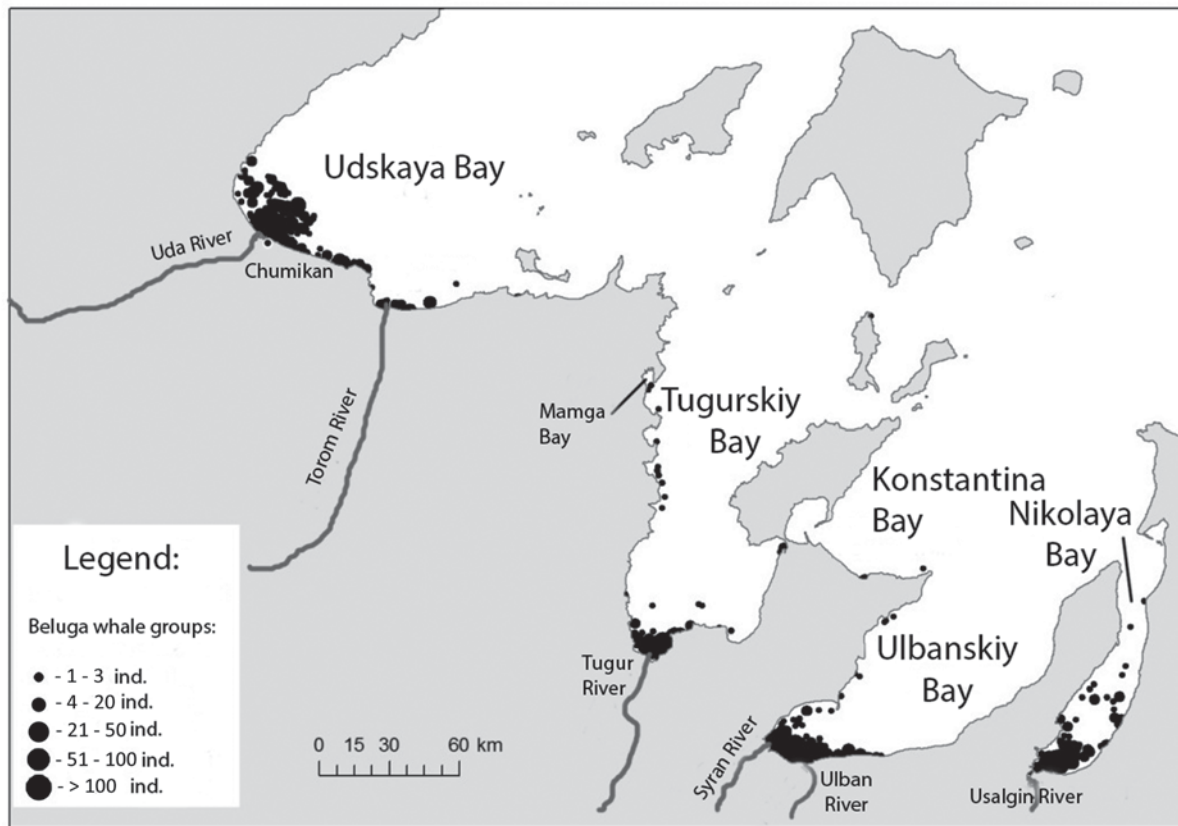 Udskaya Bay
Uda River
Chumikan
Torom River
Mamga
Bay
Tugurskiy
Bay
Konstantina
Bay
Nikolaya
Bay
Ulbanskiy
Bay
Tugur
River
Syran River
Ulban
River
Usalgin River
Legend:
Beluga whale groups:
- 1 - 3 ind.
- 4 - 20 ind.
- 21 - 50 ind.
- 51 - 100 ind.
- > 100 ind.
0 15 30 60 km